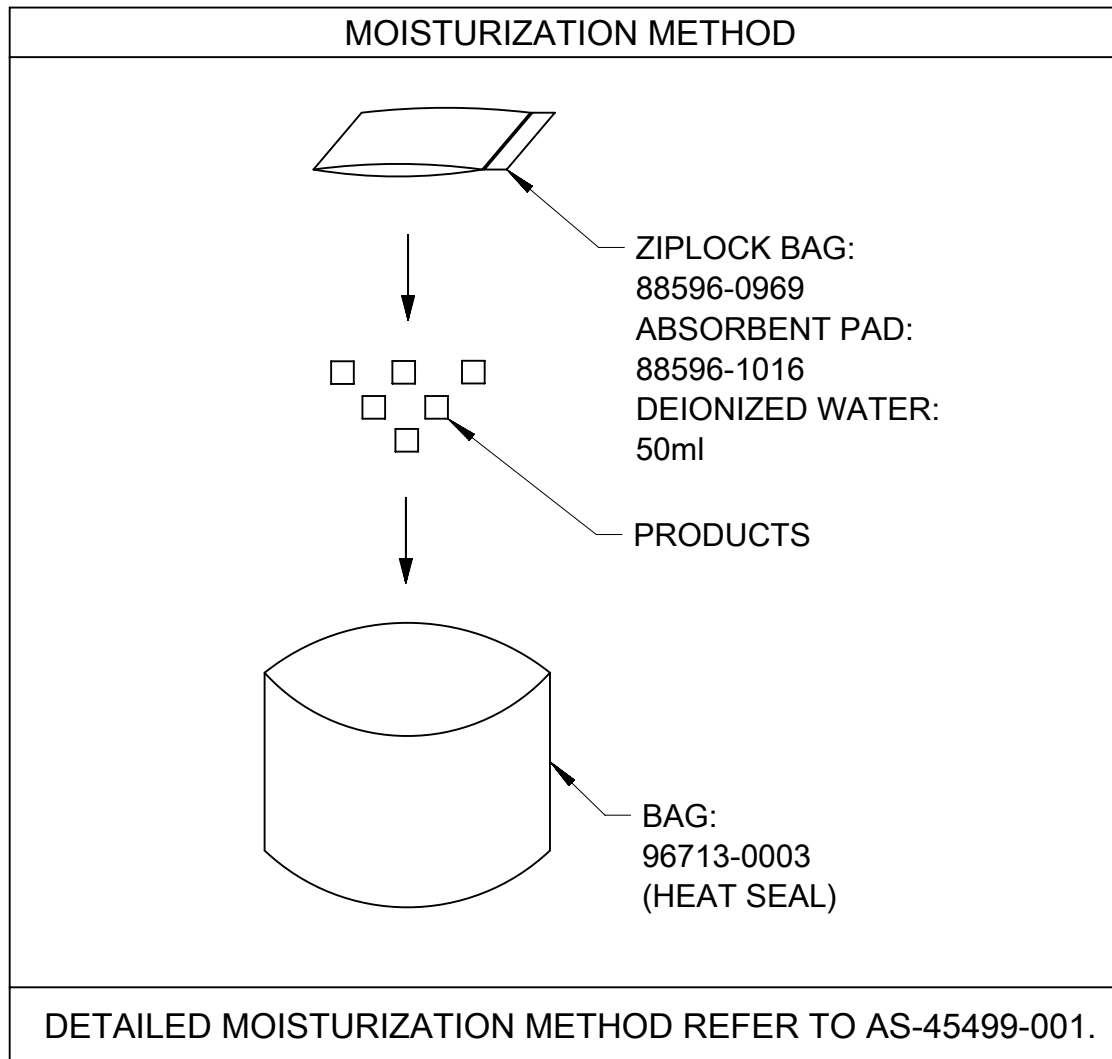 MOISTURIZATION METHOD
ZIPLOCK BAG:
88596-0969
ABSORBENT PAD:
88596-1016
DEIONIZED WATER:
50ml
PRODUCTS
BAG:
96713-0003
(HEAT SEAL)
DETAILED MOISTURIZATION METHOD REFER TO AS-45499-001.